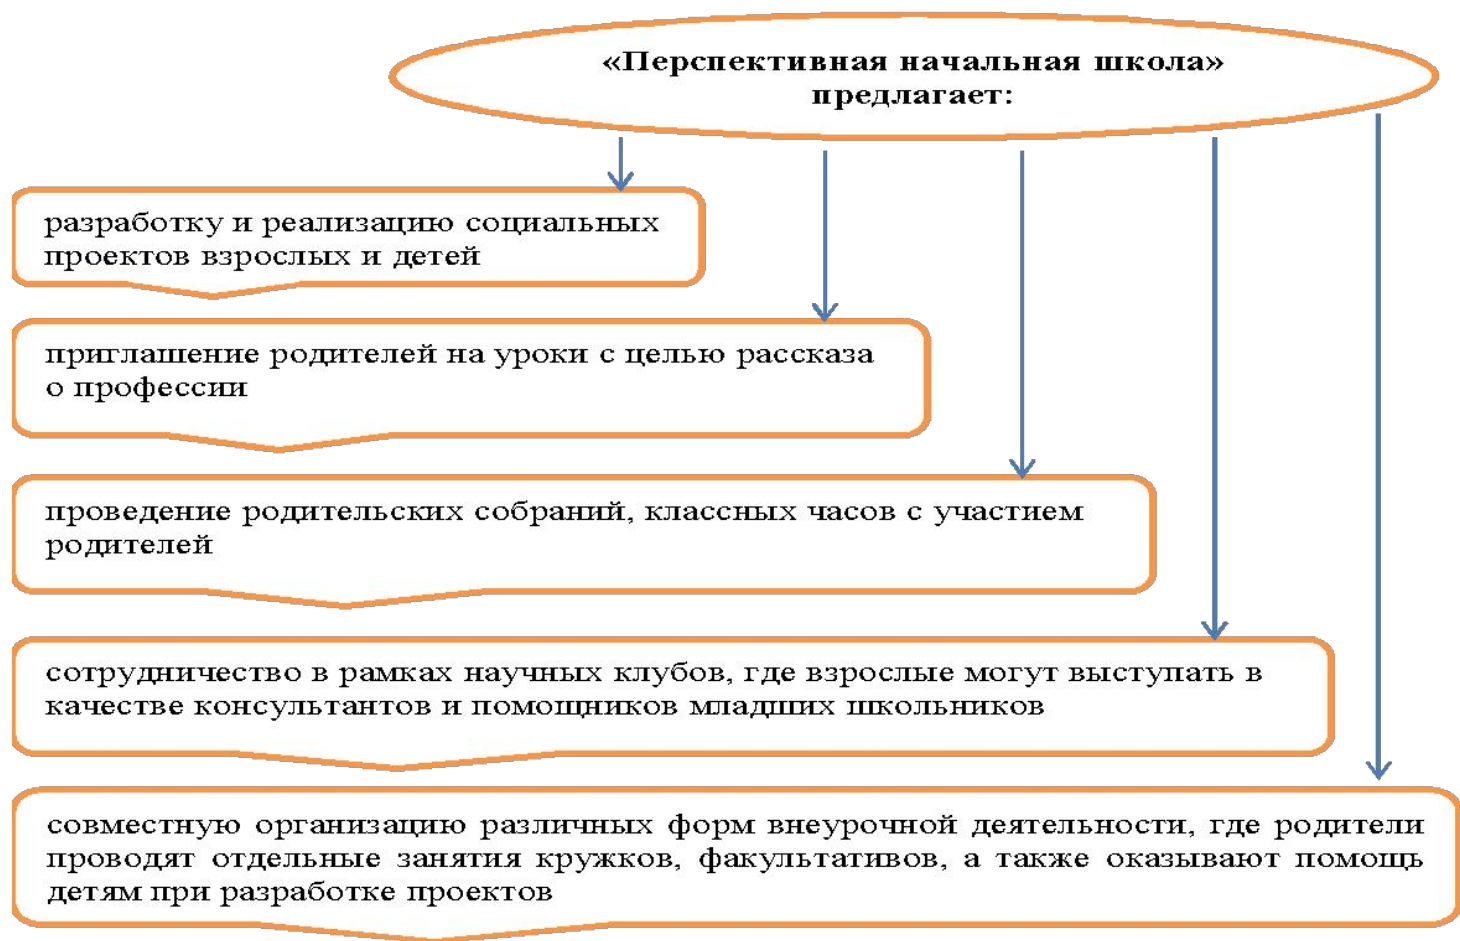 «Перспективная начальная школа»
предлагает:
разработку и реализацию социальных
проектов взрослых и детей
приглашение родителей на уроки с целью рассказа
о профессии
проведение родительских собраний, классных часов с участием
родителей
сотрудничество в рамках научных клубов, где взрослые могут выступать в
качестве консультантов и помощников младших школьников
совместную организацию различных форм внеурочной деятельности, где родители
проводят отдельные занятия кружков, факультативов, а также оказывают помощь
детям при разработке проектов